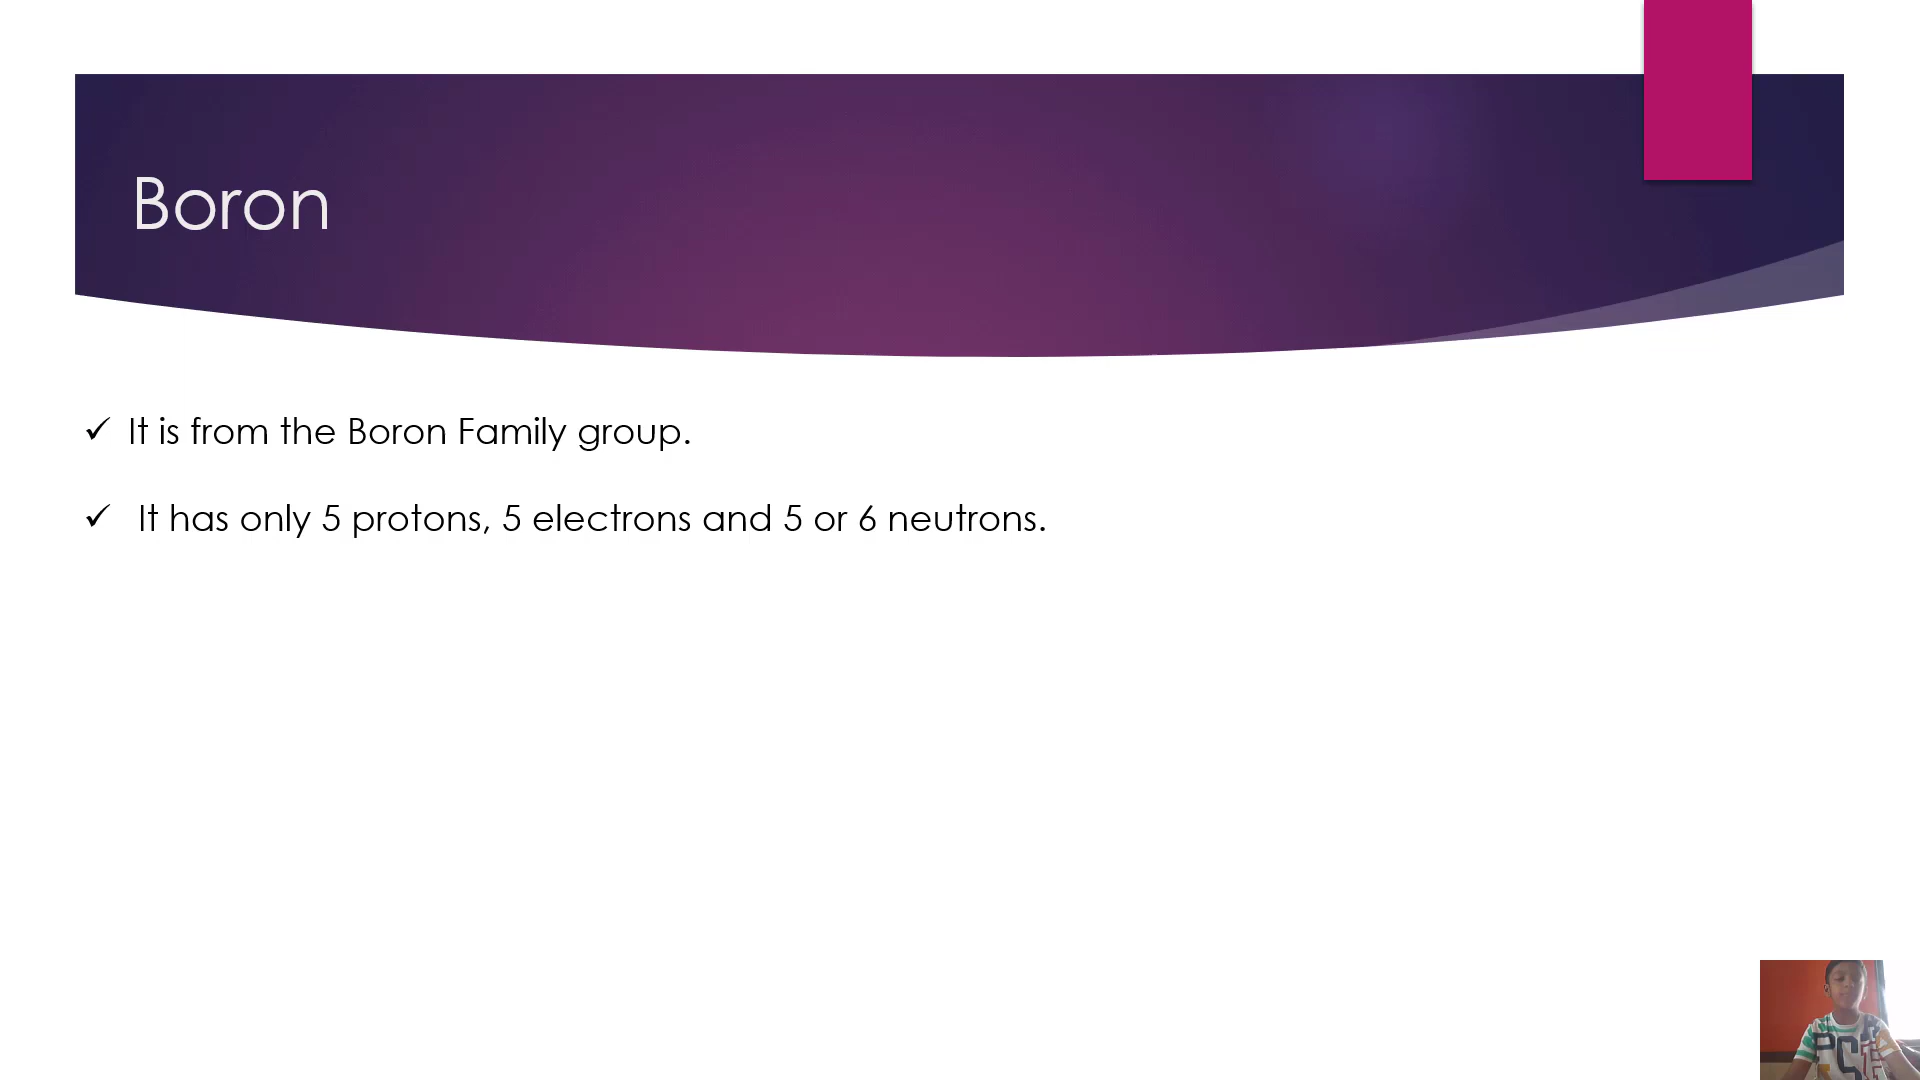 Boron
✓ It is from the Boron Family group.
✓ It has only 5 protons, 5 electrons and 5 or 6 neutrons.